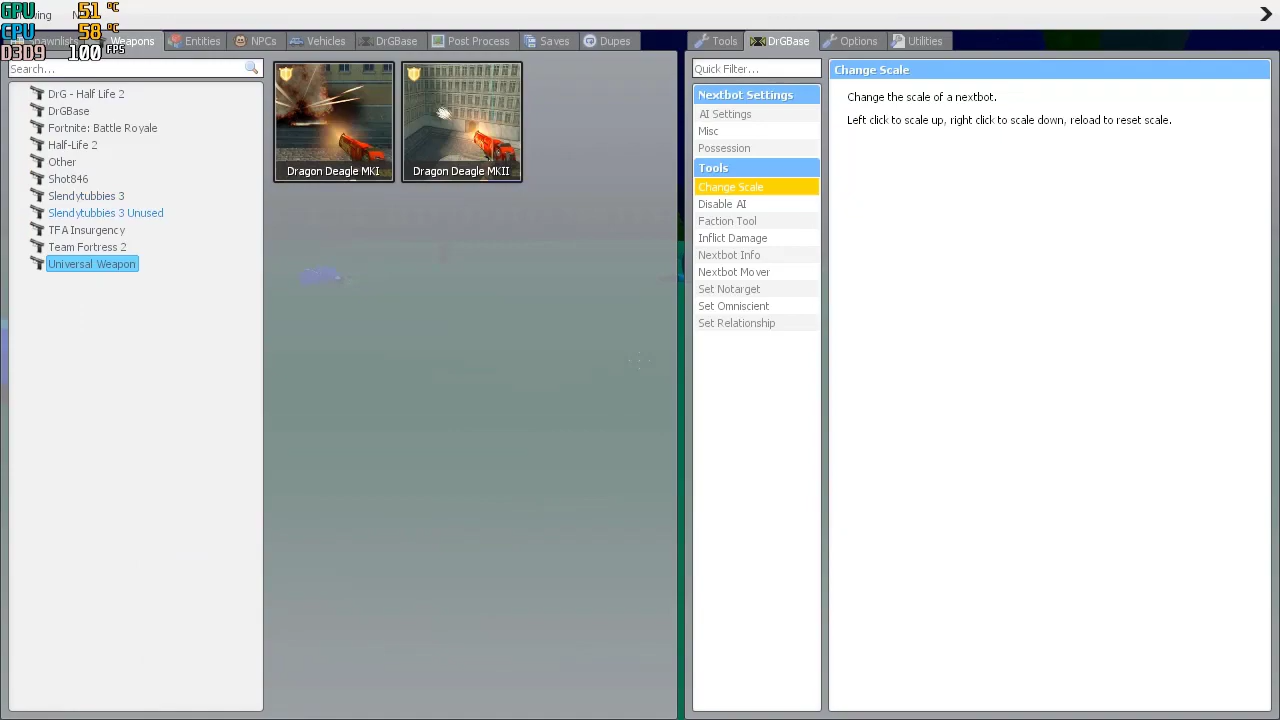 GPU 51 °C
CPU 58 °C
D3D9 100 FPS
Weapons
Entities
NPCs
Vehicles
DrGBase
Post Process
Saves
Dupes
Search...
DrG - Half Life 2
DrGBase
Fortnite: Battle Royale
Half-Life 2
Other
Shot846
Slendytubbies 3
Slendytubbies 3 Unused
TFA Insurgency
Team Fortress 2
Universal Weapon
Dragon Deagle MKI
Dragon Deagle MKII
Tools
DrGBase
Options
Utilities
Quick Filter...
Nextbot Settings
AI Settings
Misc
Possession
Tools
Change Scale
Disable AI
Faction Tool
Inflict Damage
Nextbot Info
Nextbot Mover
Set Notarget
Set Omniscient
Set Relationship
Change Scale
Change the scale of a nextbot.
Left click to scale up, right click to scale down, reload to reset scale.